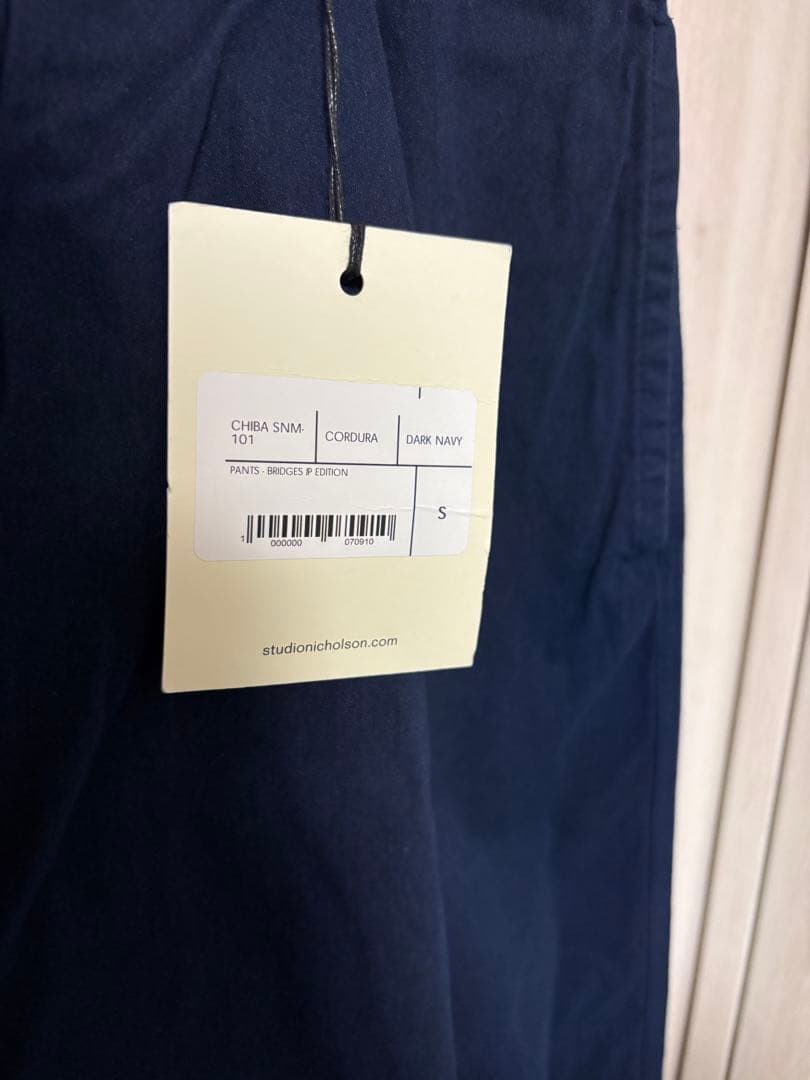 CHIBA SNM-
101
CORDURA
DARK NAVY
PANTS - BRIDGES JP EDITION
S
1 000000 070910
studionicholson.com